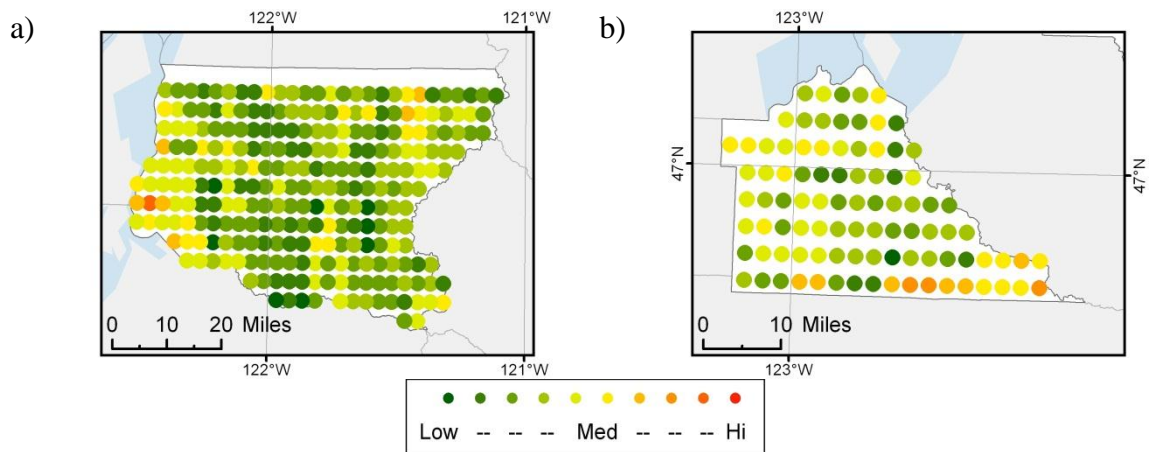 a)
122°W 121°W
0 10 20 Miles
122°W 121°W
b)
123°W
47°N 47°N
0 10 Miles
123°W
Low -- -- -- Med -- -- -- Hi